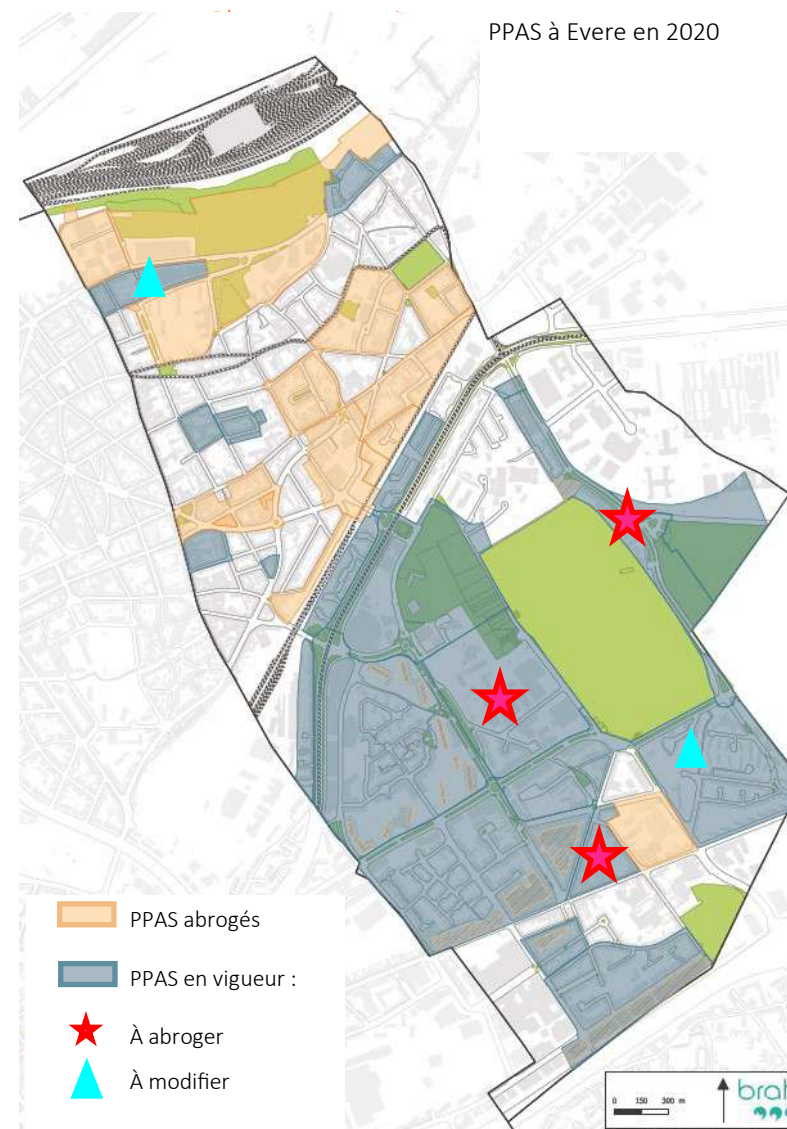 PPAS à Evere en 2020
PPAS abrogés
PPAS en vigueur :
À abroger
À modifier
0 150 300 m